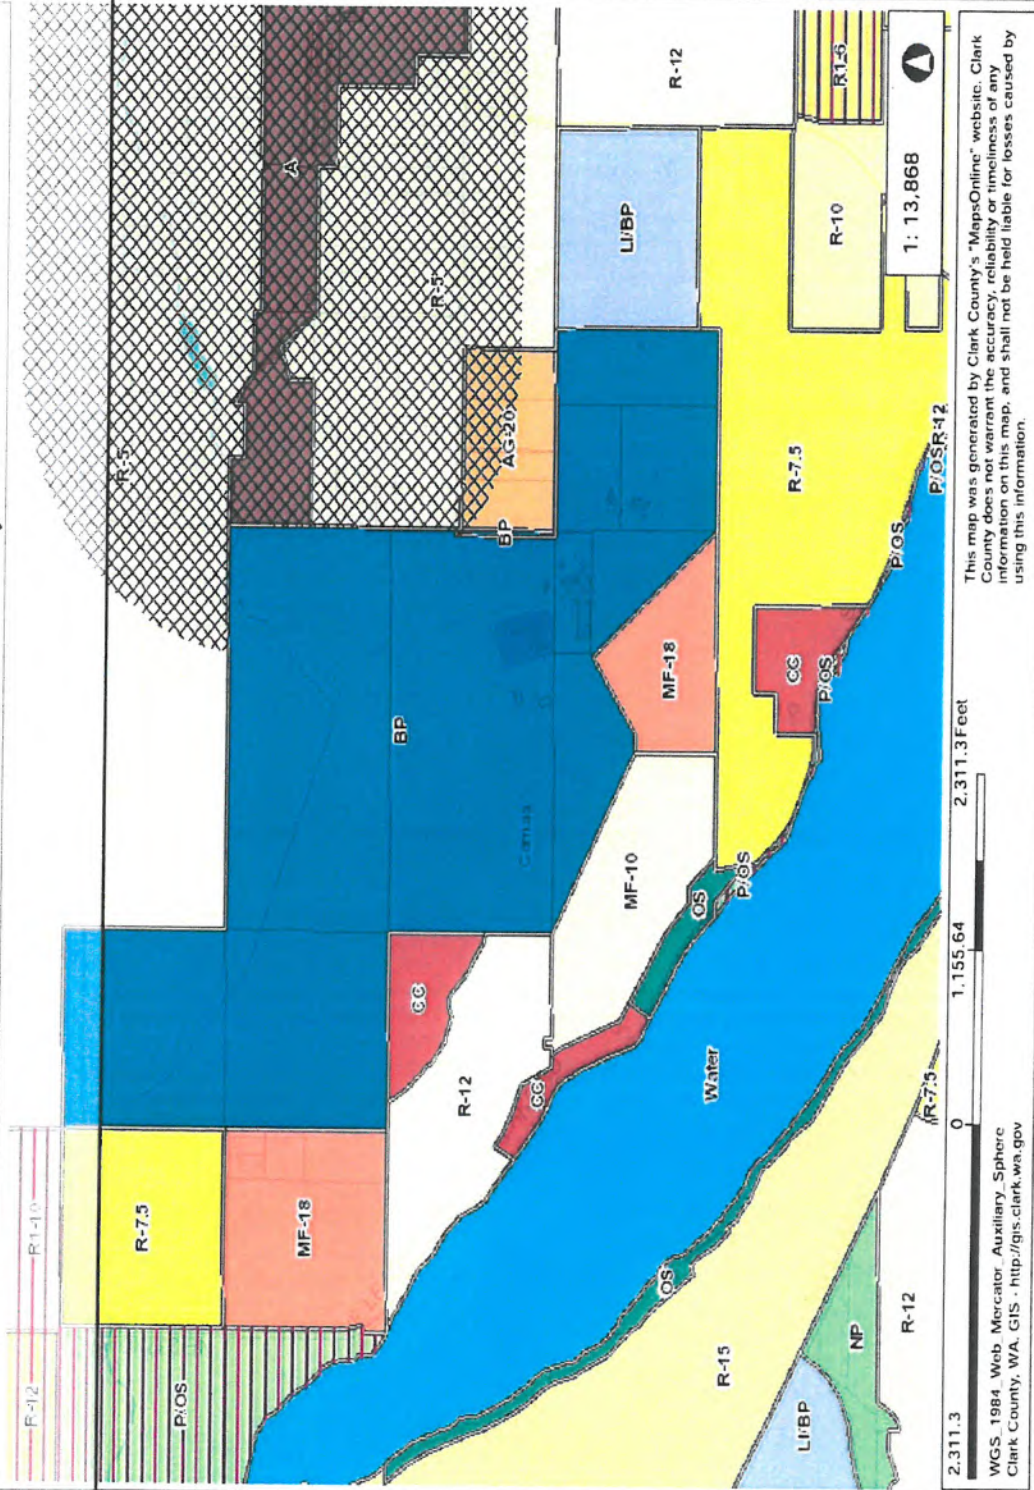 R-12
R1-10
R-5
R-7.5
P/OS
A
MF-18
BP
CC
R-5
R-12
BP
AG-20
Camas
CC
LI/BP
MF-10
OS
MF-18
R-12
OS
Water
R-15
P/OS
CC
R-7.5
LI/BP
P/OS
R-10
R1-6
NP
P/OS
R-12
R-7.5
P/OSR-12
1: 13,868
2,311.3 0 1,155.64 2,311.3 Feet
WGS_1984_Web_Mercator_Auxiliary_Sphere
Clark County, WA. GIS - http://gis.clark.wa.gov
This map was generated by Clark County's "MapsOnline" website. Clark
County does not warrant the accuracy, reliability or timeliness of any
information on this map, and shall not be held liable for losses caused by
using this information.